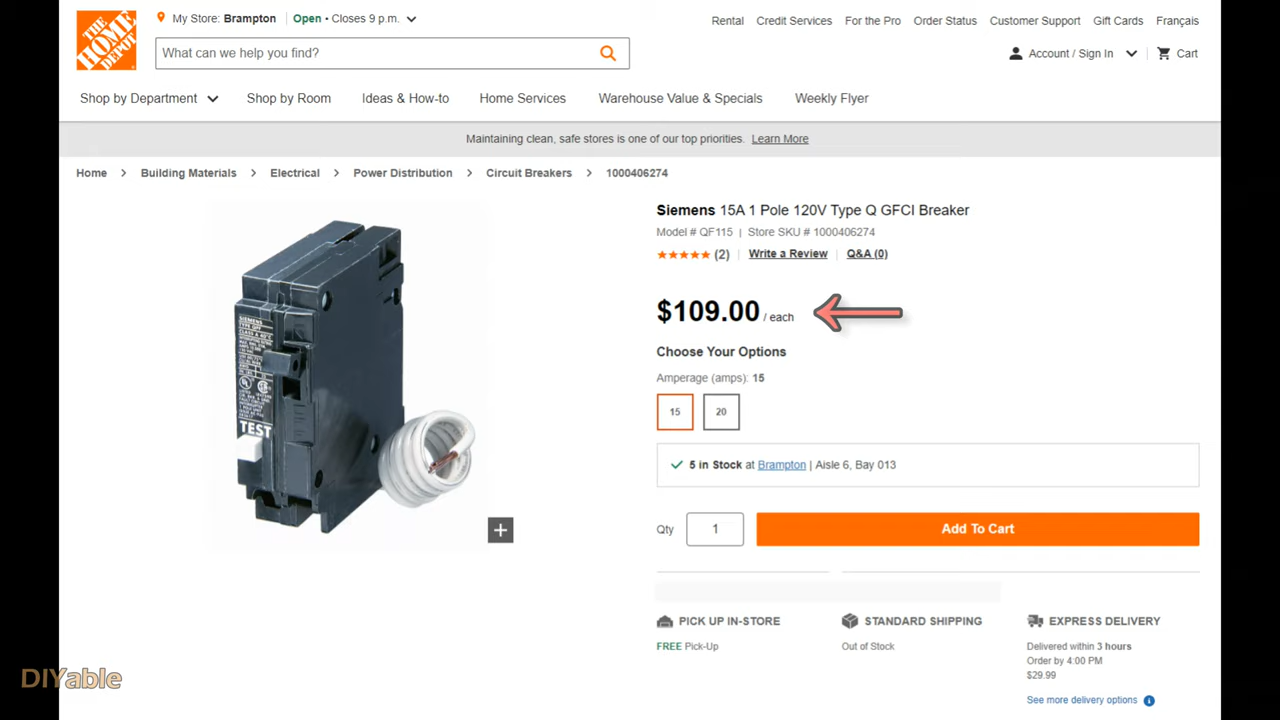 THE HOME DEPOT
My Store: Brampton
Open • Closes 9 p.m.
Rental Credit Services For the Pro Order Status Customer Support Gift Cards Français
What can we help you find?
Account / Sign In
Cart
Shop by Department Shop by Room Ideas & How-to Home Services Warehouse Value & Specials Weekly Flyer
Maintaining clean, safe stores is one of our top priorities. Learn More
Home > Building Materials > Electrical > Power Distribution > Circuit Breakers > 1000406274
Siemens 15A 1 Pole 120V Type Q GFCI Breaker
Model # QF115 | Store SKU # 1000406274
(2) Write a Review Q&A (0)
$109.00 / each
Choose Your Options
Amperage (amps): 15
15 20
5 in Stock at Brampton | Aisle 6, Bay 013
Qty 1 Add To Cart
SIEMENS
TEST
PICK UP IN-STORE
FREE Pick-Up
STANDARD SHIPPING
Out of Stock
EXPRESS DELIVERY
Delivered within 3 hours
Order by 4:00 PM
$29.99
See more delivery options
DIYable